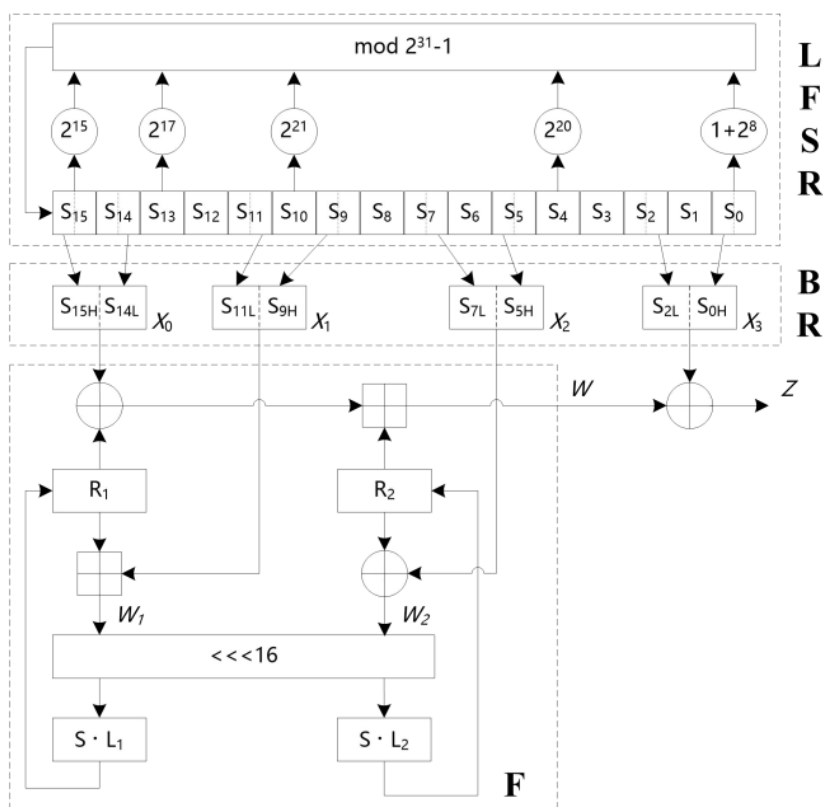 mod 2³¹-1
L
F
S
R
2¹⁵ 2¹⁷ 2²¹ 2²⁰ 1+2⁸
S₁₅ S₁₄ S₁₃ S₁₂ S₁₁ S₁₀ S₉ S₈ S₇ S₆ S₅ S₄ S₃ S₂ S₁ S₀
B
R
S₁₅H S₁₄L X₀ S₁₁L S₉H X₁ S₇L S₅H X₂ S₂L S₀H X₃
W Z
R₁ R₂
W₁ W₂
<<<16
S · L₁ S · L₂
F